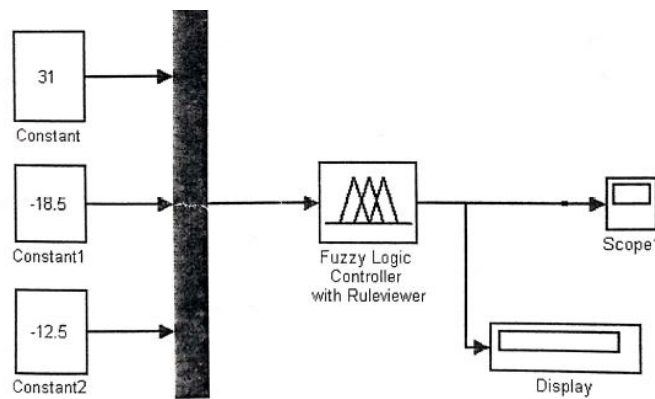 31
Constant
-18.5
Constant1
-12.5
Constant2
Fuzzy Logic
Controller
with Ruleviewer
Scope1
Display